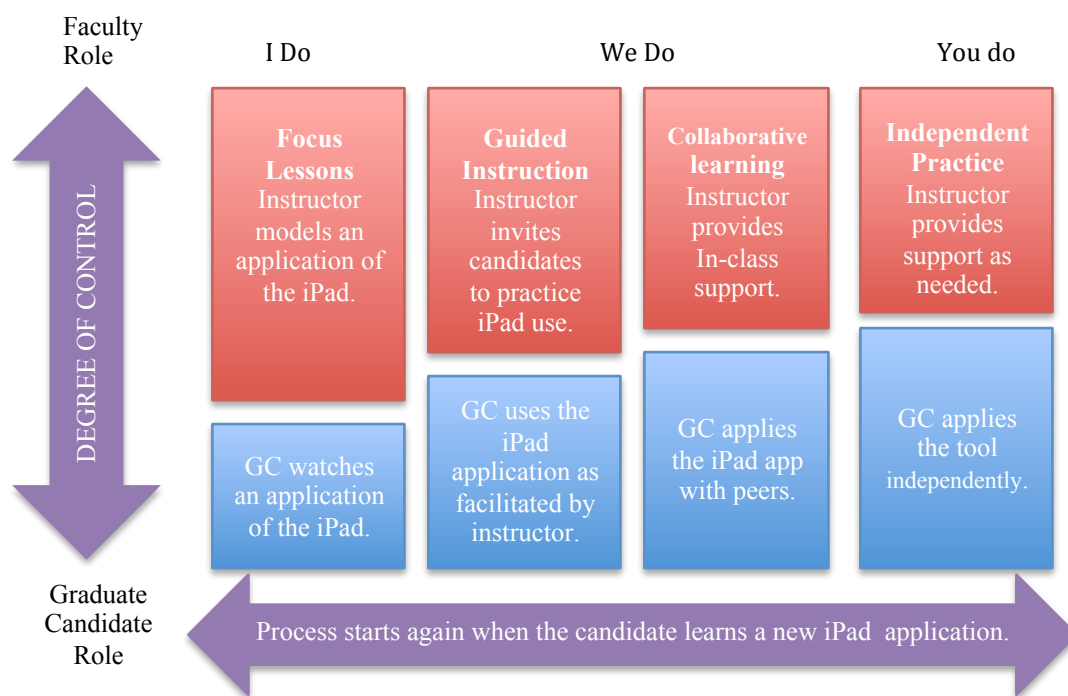 Faculty
Role
I Do
We Do
You do
DEGREE OF CONTROL
Focus
Lessons
Instructor
models an
application of
the iPad.
Guided
Instruction
Instructor
invites
candidates
to practice
iPad use.
Collaborative
learning
Instructor
provides
In-class
support.
Independent
Practice
Instructor
provides
support as
needed.
GC watches
an application
of the iPad.
GC uses the
iPad
application as
facilitated by
instructor.
GC applies
the iPad app
with peers.
GC applies
the tool
independently.
Graduate
Candidate
Role
Process starts again when the candidate learns a new iPad  application.